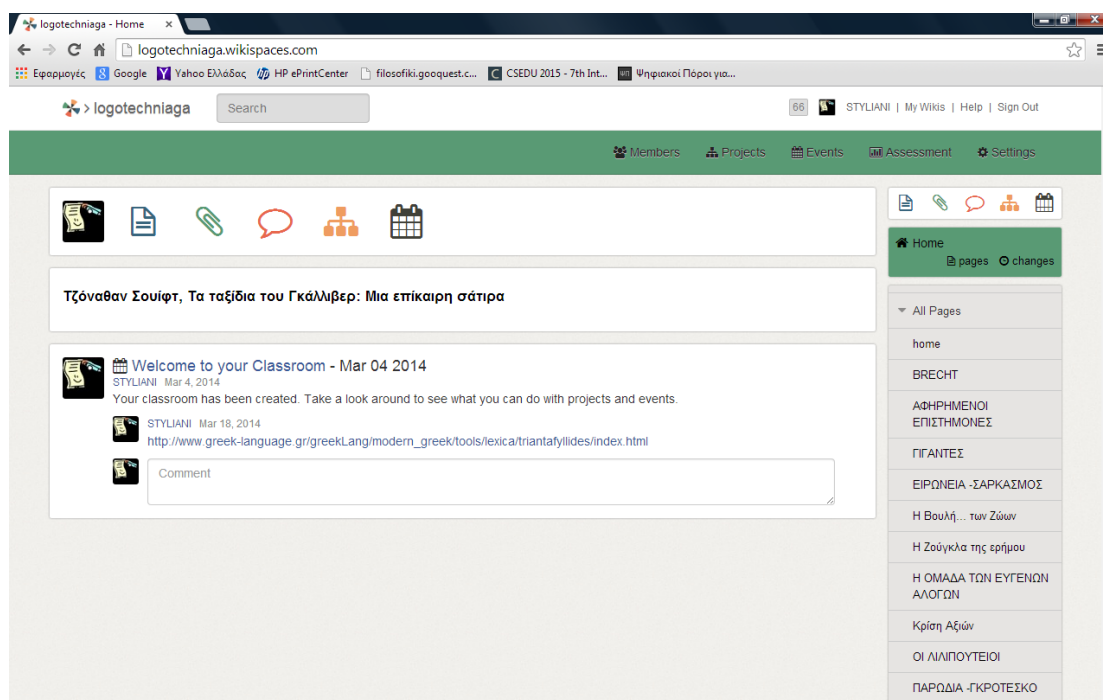 logotechniaga - Home
logotechniaga.wikispaces.com
Εφαρμογές Google Yahoo Ελλάδας HP ePrintCenter filosofiki.gooquest.c... CSEDU 2015 - 7th Int... Ψηφιακοί Πόροι για...
logotechniaga Search 66 STYLIANI | My Wikis | Help | Sign Out
Members Projects Events Assessment Settings
Home
pages changes
Τζόναθαν Σουίφτ, Τα ταξίδια του Γκάλλιβερ: Μια επίκαιρη σάτιρα
Welcome to your Classroom - Mar 04 2014
STYLIANI Mar 4, 2014
Your classroom has been created. Take a look around to see what you can do with projects and events.
STYLIANI Mar 18, 2014
http://www.greek-language.gr/greekLang/modern_greek/tools/lexica/triantafyllides/index.html
Comment
All Pages
home
BRECHT
ΑΦΗΡΗΜΕΝΟΙ
ΕΠΙΣΤΗΜΟΝΕΣ
ΓΙΓΑΝΤΕΣ
ΕΙΡΩΝΕΙΑ -ΣΑΡΚΑΣΜΟΣ
Η Βουλή... των Ζώων
Η Ζούγκλα της ερήμου
Η ΟΜΑΔΑ ΤΩΝ ΕΥΓΕΝΩΝ
ΑΛΟΓΩΝ
Κρίση Αξιών
ΟΙ ΛΙΛΙΠΟΥΤΕΙΟΙ
ΠΑΡΩΔΙΑ -ΓΚΡΟΤΕΣΚΟ